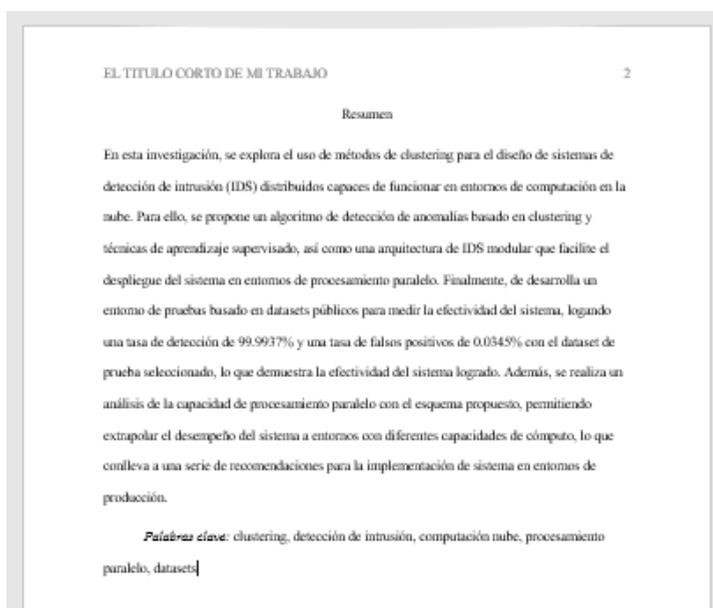 EL TITULO CORTO DE MI TRABAJO 2
Resumen
En esta investigación, se explora el uso de métodos de clustering para el diseño de sistemas de
detección de intrusión (IDS) distribuidos capaces de funcionar en entornos de computación en la
nube. Para ello, se propone un algoritmo de detección de anomalías basado en clustering y
técnicas de aprendizaje supervisado, así como una arquitectura de IDS modular que facilite el
despliegue del sistema en entornos de procesamiento paralelo. Finalmente, de desarrolla un
entorno de pruebas basado en datasets públicos para medir la efectividad del sistema, logando
una tasa de detección de 99.9937% y una tasa de falsos positivos de 0.0345% con el dataset de
prueba seleccionado, lo que demuestra la efectividad del sistema logrado. Además, se realiza un
análisis de la capacidad de procesamiento paralelo con el esquema propuesto, permitiendo
extrapolar el desempeño del sistema a entornos con diferentes capacidades de cómputo, lo que
conlleva a una serie de recomendaciones para la implementación de sistema en entornos de
producción.
Palabras clave: clustering, detección de intrusión, computación nube, procesamiento
paralelo, datasets